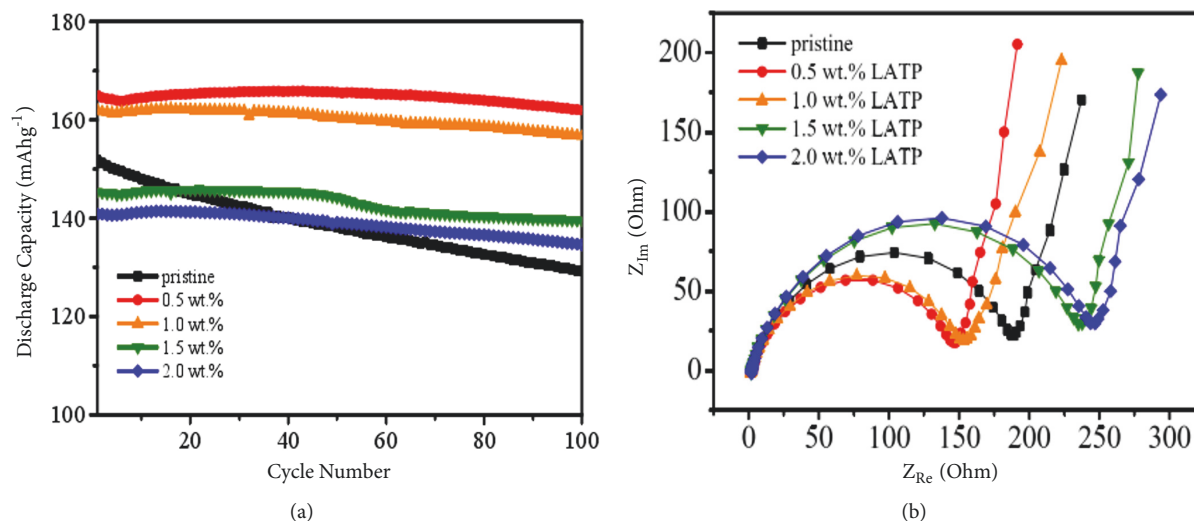 180
160
140
120
100
Discharge Capacity (mAhg⁻¹)
pristine
0.5 wt.%
1.0 wt.%
1.5 wt.%
2.0 wt.%
20
40
60
80
100
Cycle Number
(a)
200
150
100
50
0
Z_Im (Ohm)
pristine
0.5 wt.% LATP
1.0 wt.% LATP
1.5 wt.% LATP
2.0 wt.% LATP
0
50
100
150
200
250
300
Z_Re (Ohm)
(b)